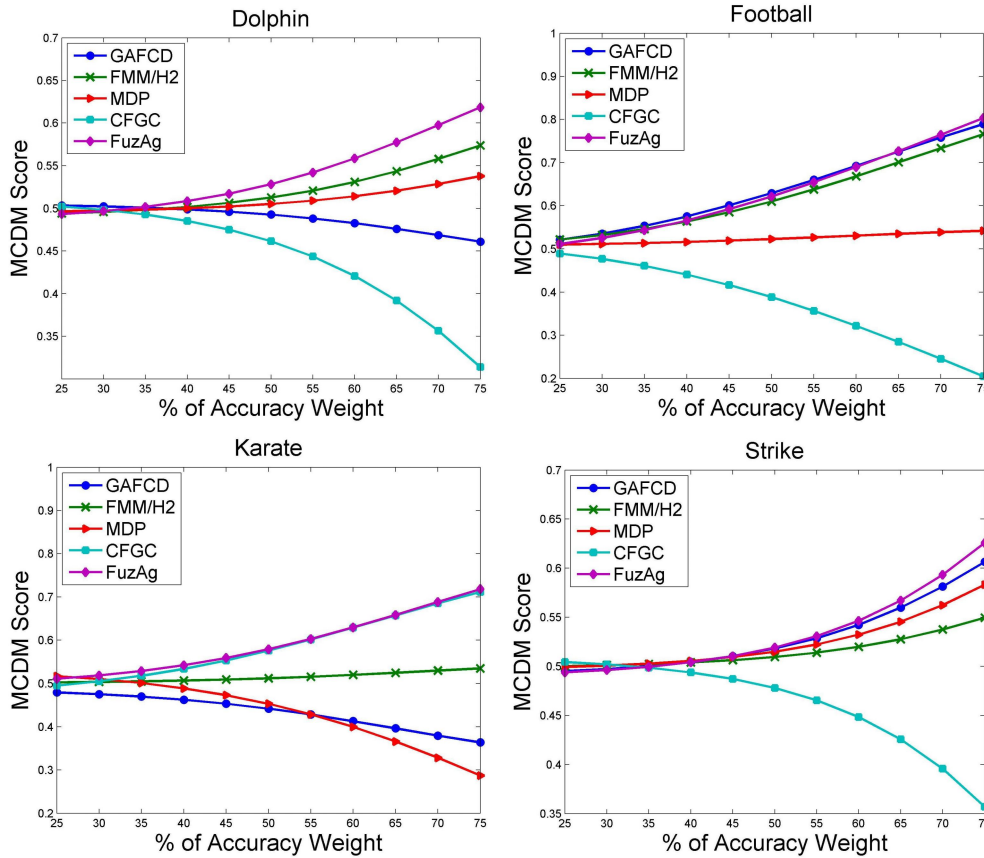 Dolphin
MCDM Score
0.7
0.65
0.6
0.55
0.5
0.45
0.4
0.35
GAFCD
FMM/H2
MDP
CFGC
FuzAg
25 30 35 40 45 50 55 60 65 70 75
% of Accuracy Weight
Football
MCDM Score
1
0.9
0.8
0.7
0.6
0.5
0.4
0.3
0.2
GAFCD
FMM/H2
MDP
CFGC
FuzAg
25 30 35 40 45 50 55 60 65 70 75
% of Accuracy Weight
Karate
MCDM Score
1
0.9
0.8
0.7
0.6
0.5
0.4
0.3
0.2
GAFCD
FMM/H2
MDP
CFGC
FuzAg
25 30 35 40 45 50 55 60 65 70 75
% of Accuracy Weight
Strike
MCDM Score
0.7
0.65
0.6
0.55
0.5
0.45
0.4
0.35
GAFCD
FMM/H2
MDP
CFGC
FuzAg
25 30 35 40 45 50 55 60 65 70 75
% of Accuracy Weight